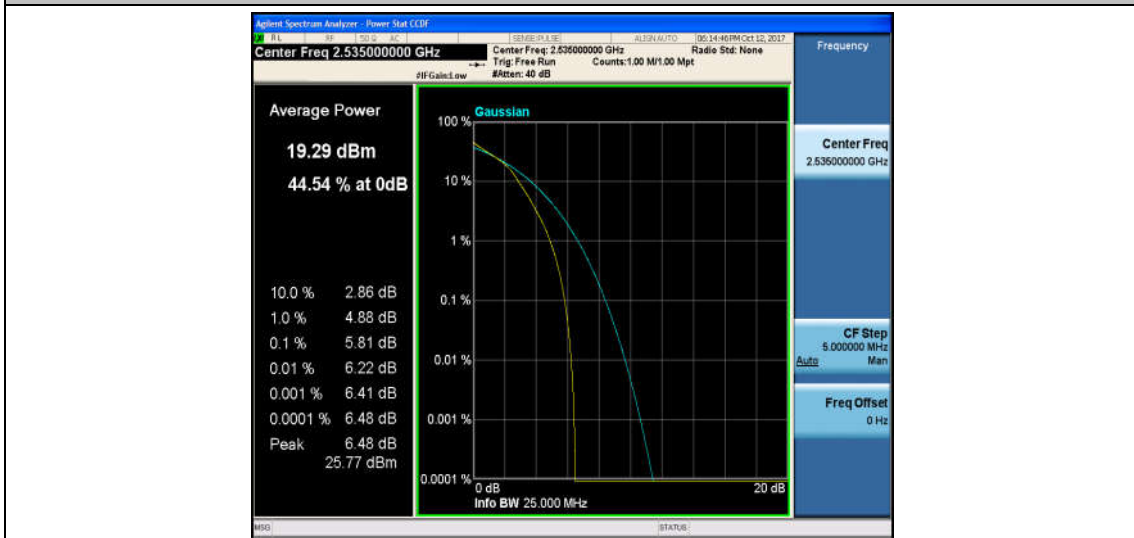 Agilent Spectrum Analyzer - Power Stat CCDF
RL RF 50 Ω AC SENSE:PULSE ALIGN AUTO 06:14:46 PM Oct 12, 2017
Center Freq 2.535000000 GHz
Center Freq: 2.535000000 GHz Radio Std: None
Trig: Free Run Counts:1.00 M/1.00 Mpt
#IFGain:Low #Atten: 40 dB
Frequency
Average Power
19.29 dBm
44.54 % at 0dB
10.0 % 2.86 dB
1.0 % 4.88 dB
0.1 % 5.81 dB
0.01 % 6.22 dB
0.001 % 6.41 dB
0.0001 % 6.48 dB
Peak 6.48 dB
25.77 dBm
Gaussian
100 %
10 %
1 %
0.1 %
0.01 %
0.001 %
0.0001 %
0 dB 20 dB
Info BW 25.000 MHz
Center Freq
2.535000000 GHz
CF Step
5.000000 MHz
Auto Man
Freq Offset
0 Hz
MSG STATUS